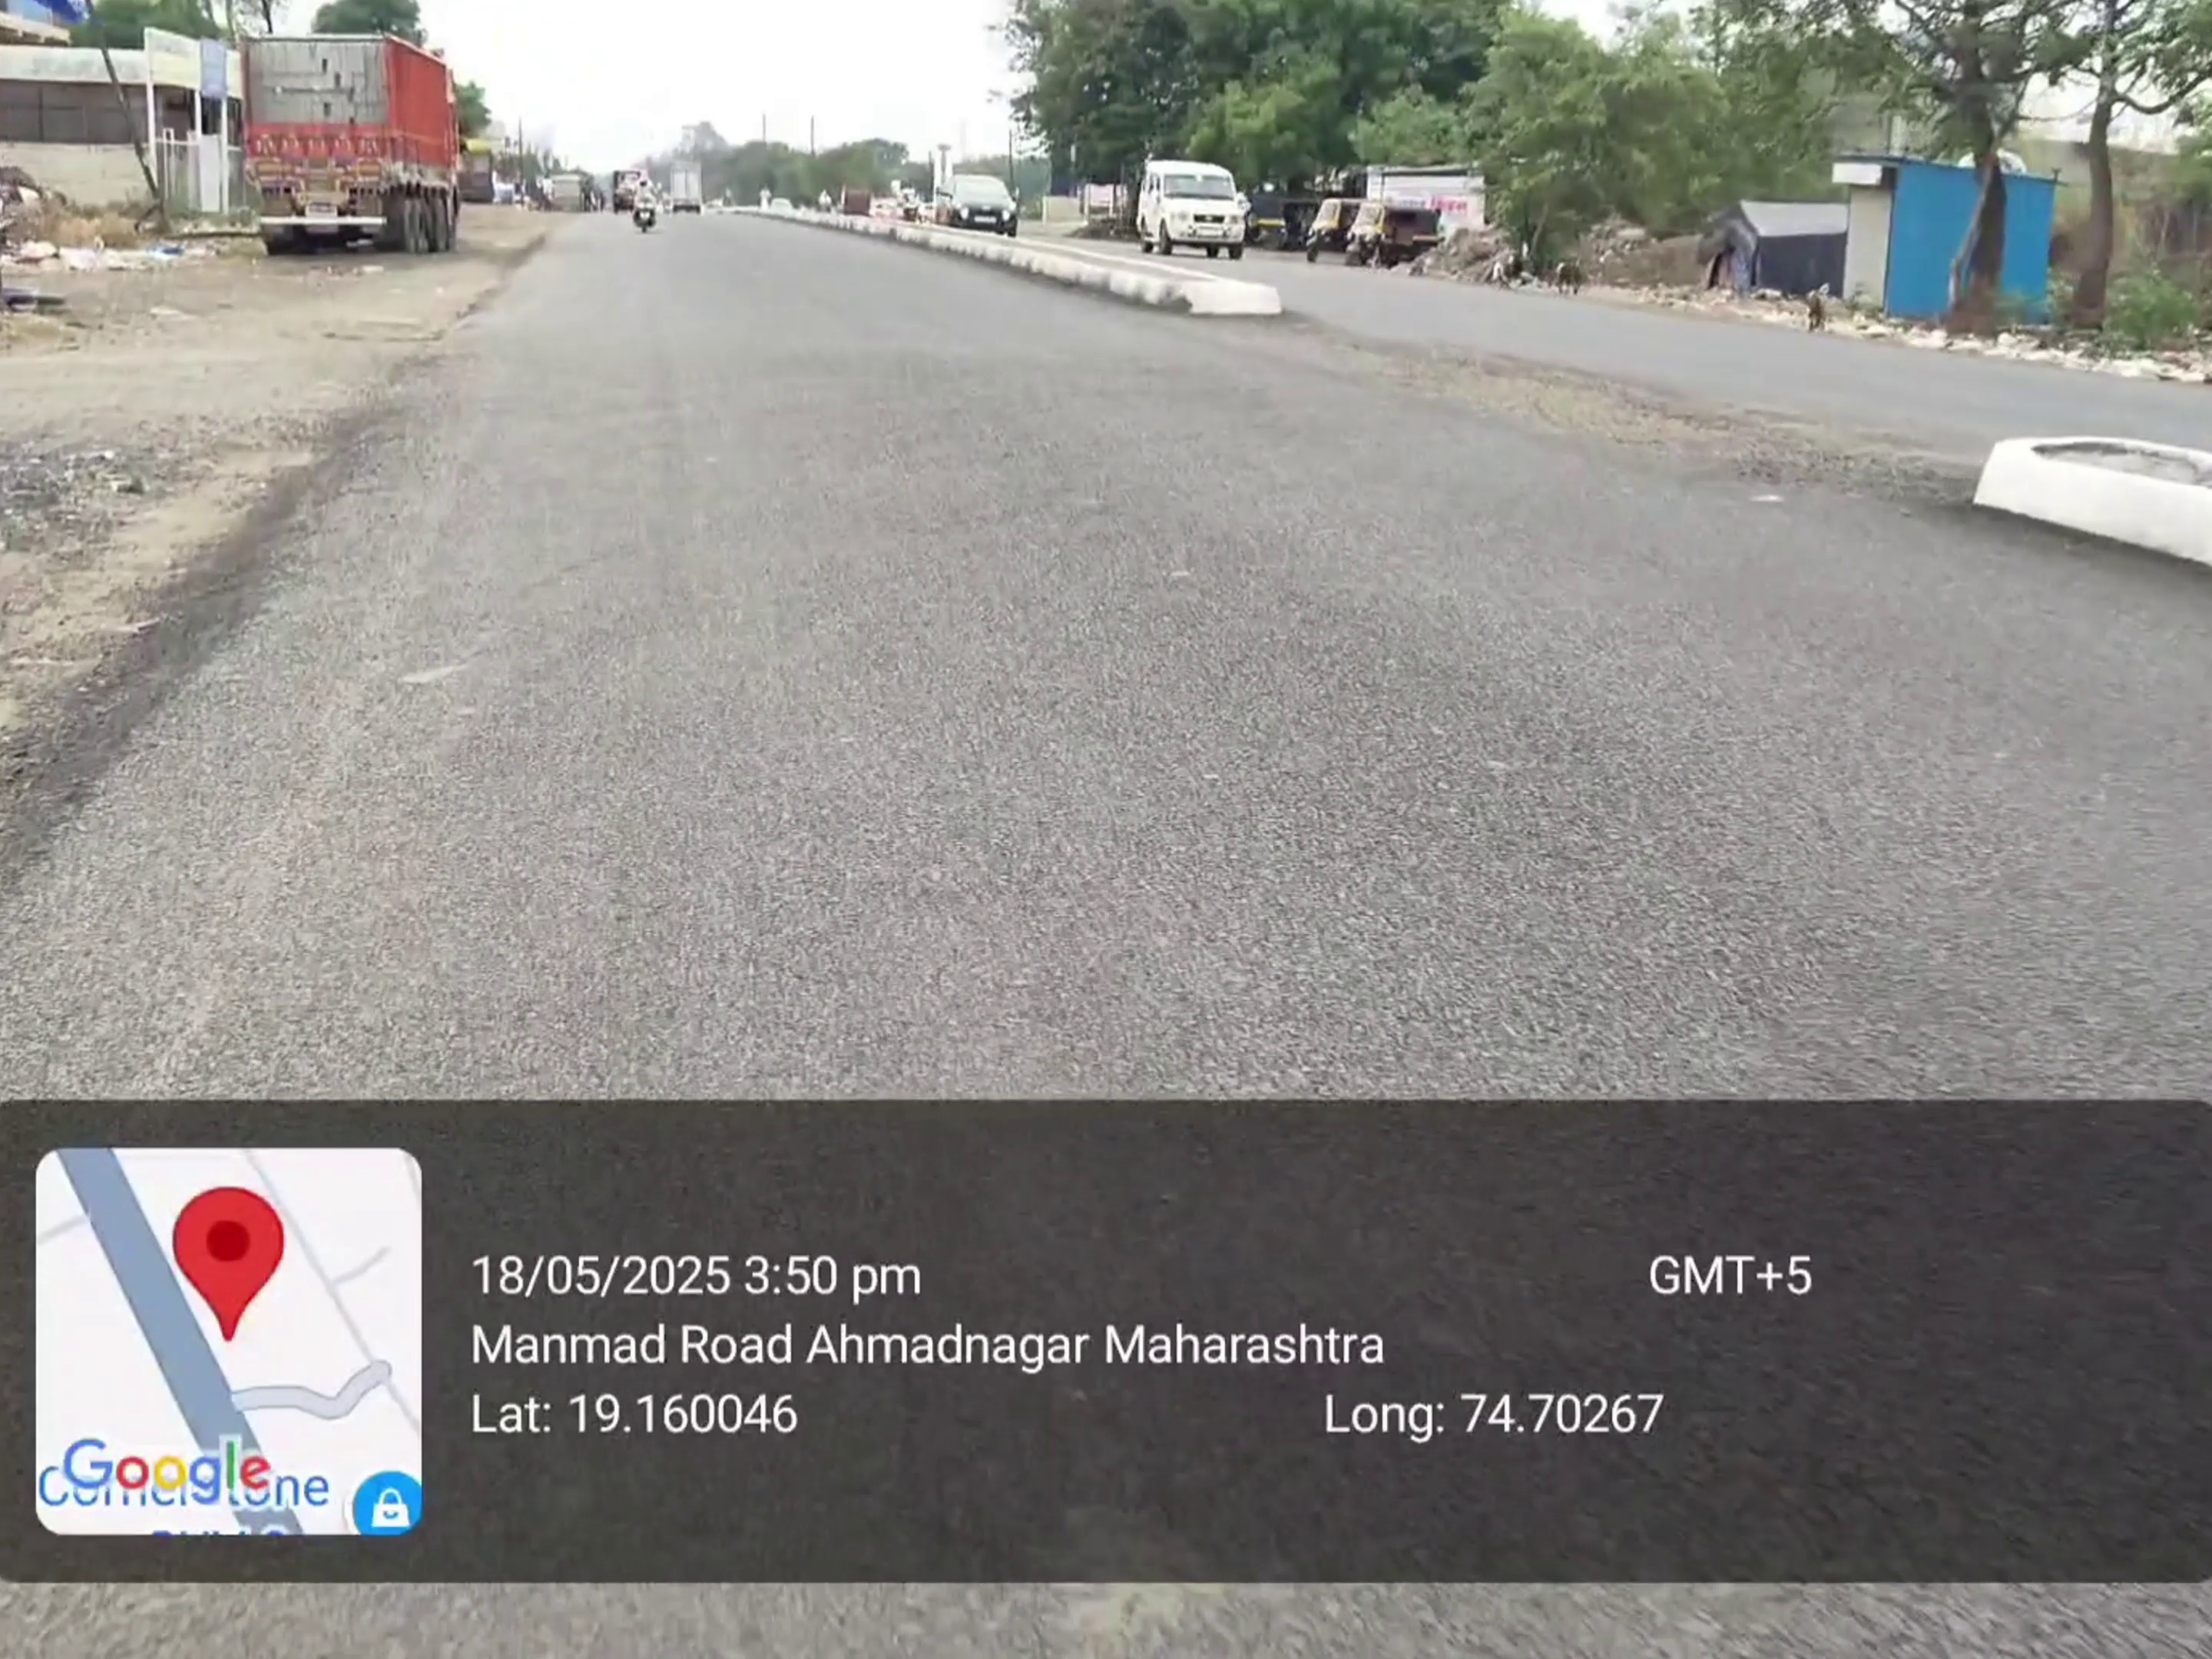 18/05/2025 3:50 pm GMT+5
Manmad Road Ahmadnagar Maharashtra
Lat: 19.160046 Long: 74.70267
Google